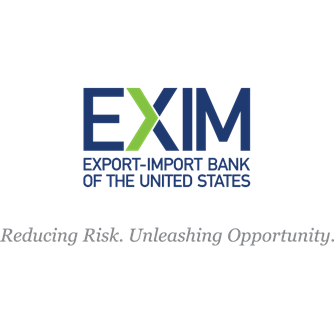 EXIM
EXPORT-IMPORT BANK
OF THE UNITED STATES
Reducing Risk. Unleashing Opportunity.